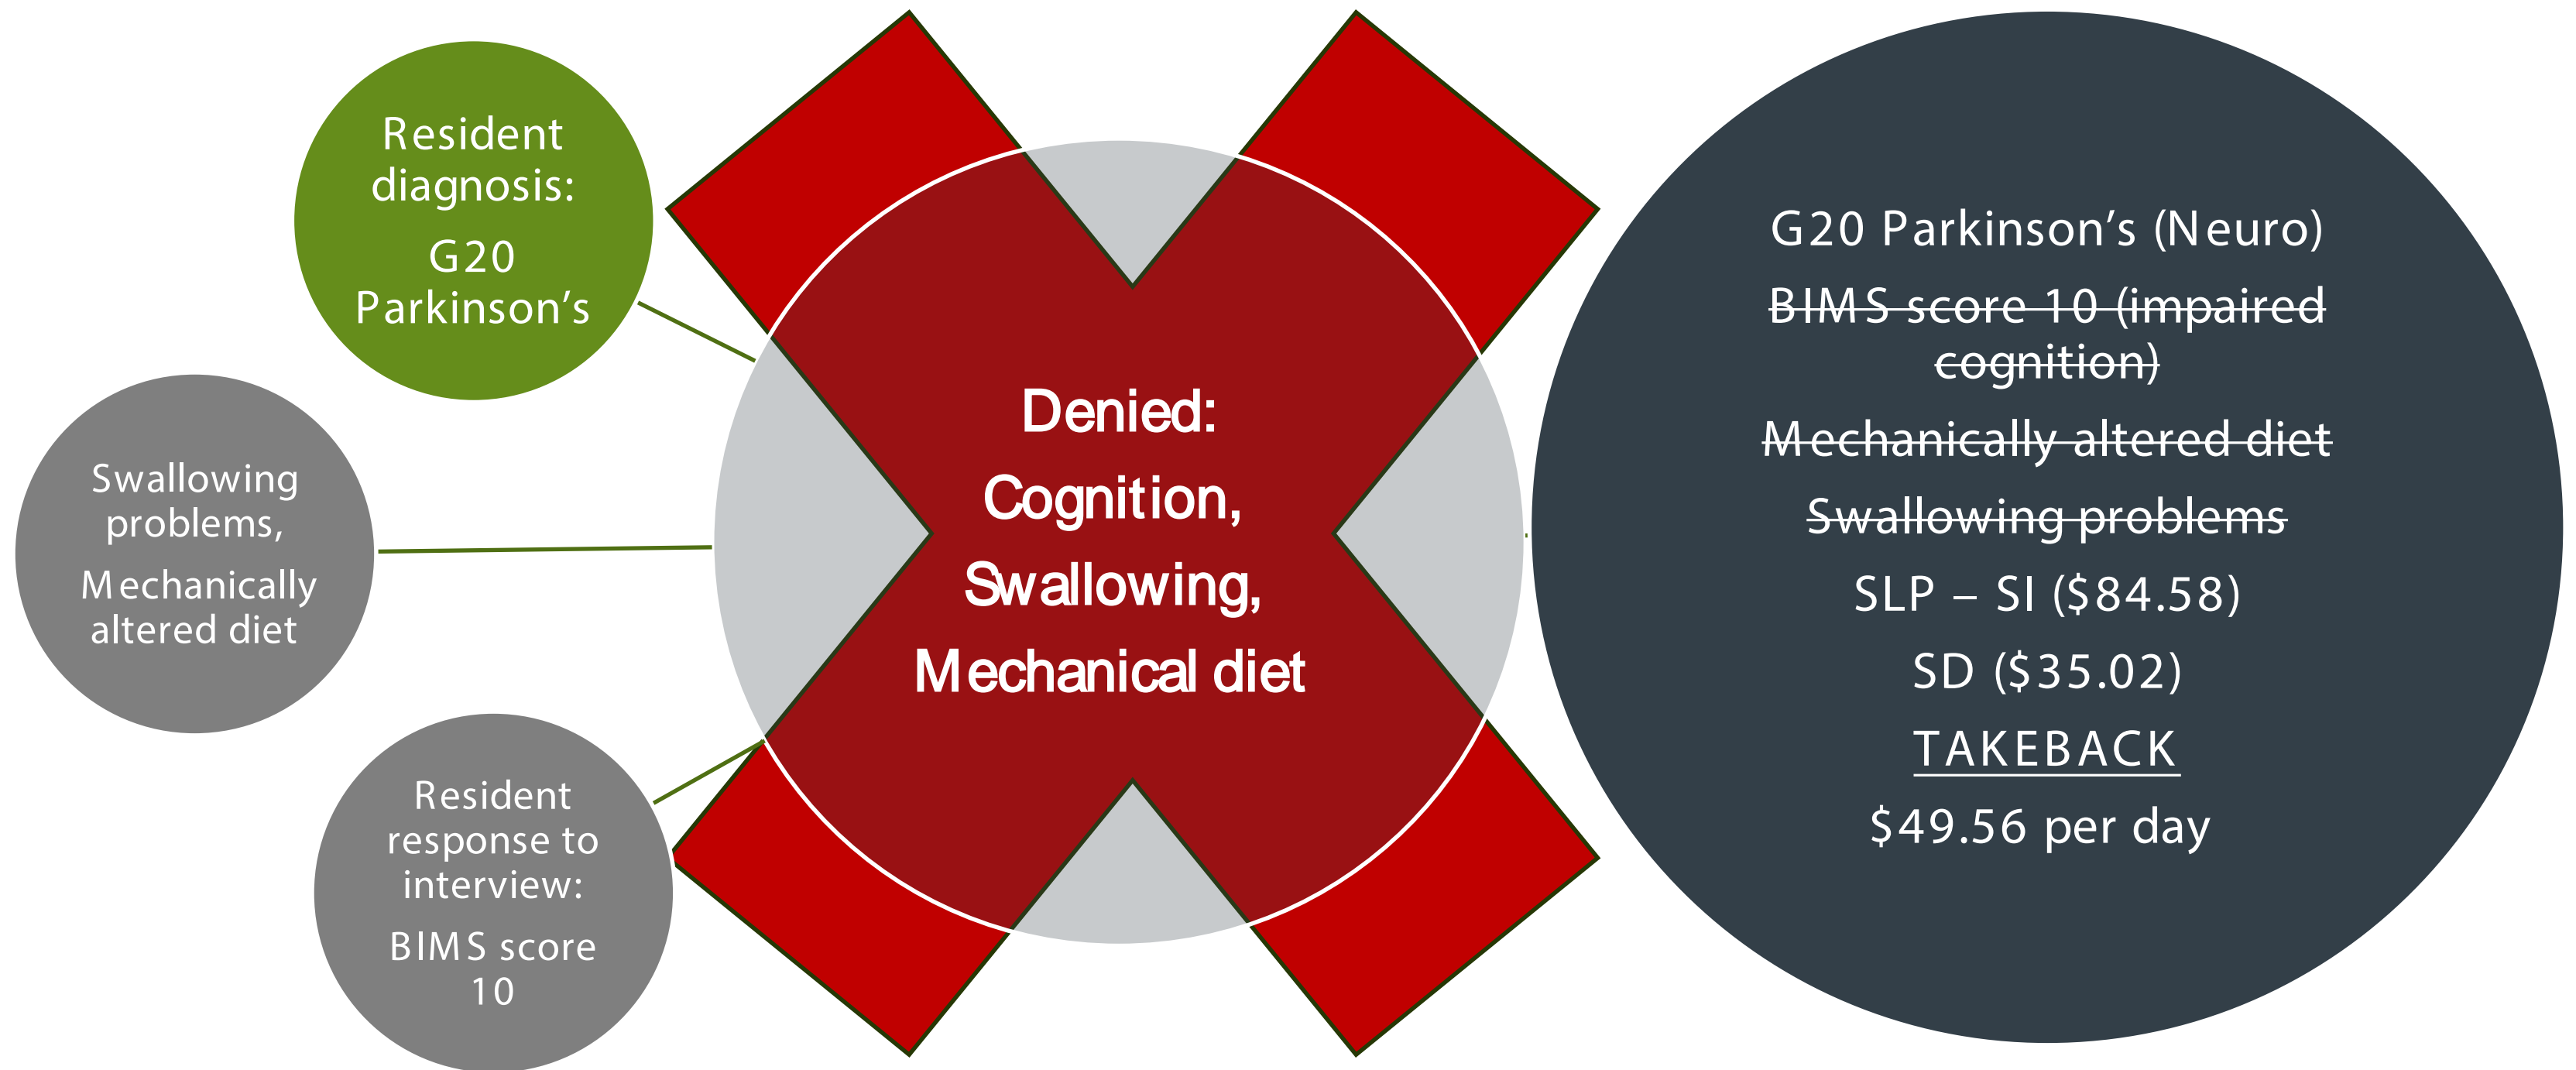 Resident
diagnosis:
G20
Parkinson’s
Swallowing
problems,
Mechanically
altered diet
Resident
response to
interview:
BIMS score
10
Denied:
Cognition,
Swallowing,
Mechanical diet
G20 Parkinson’s (Neuro)
BIMS score 10 (impaired
cognition)
Mechanically altered diet
Swallowing problems
SLP – SI ($84.58)
SD ($35.02)
TAKEBACK
$49.56 per day